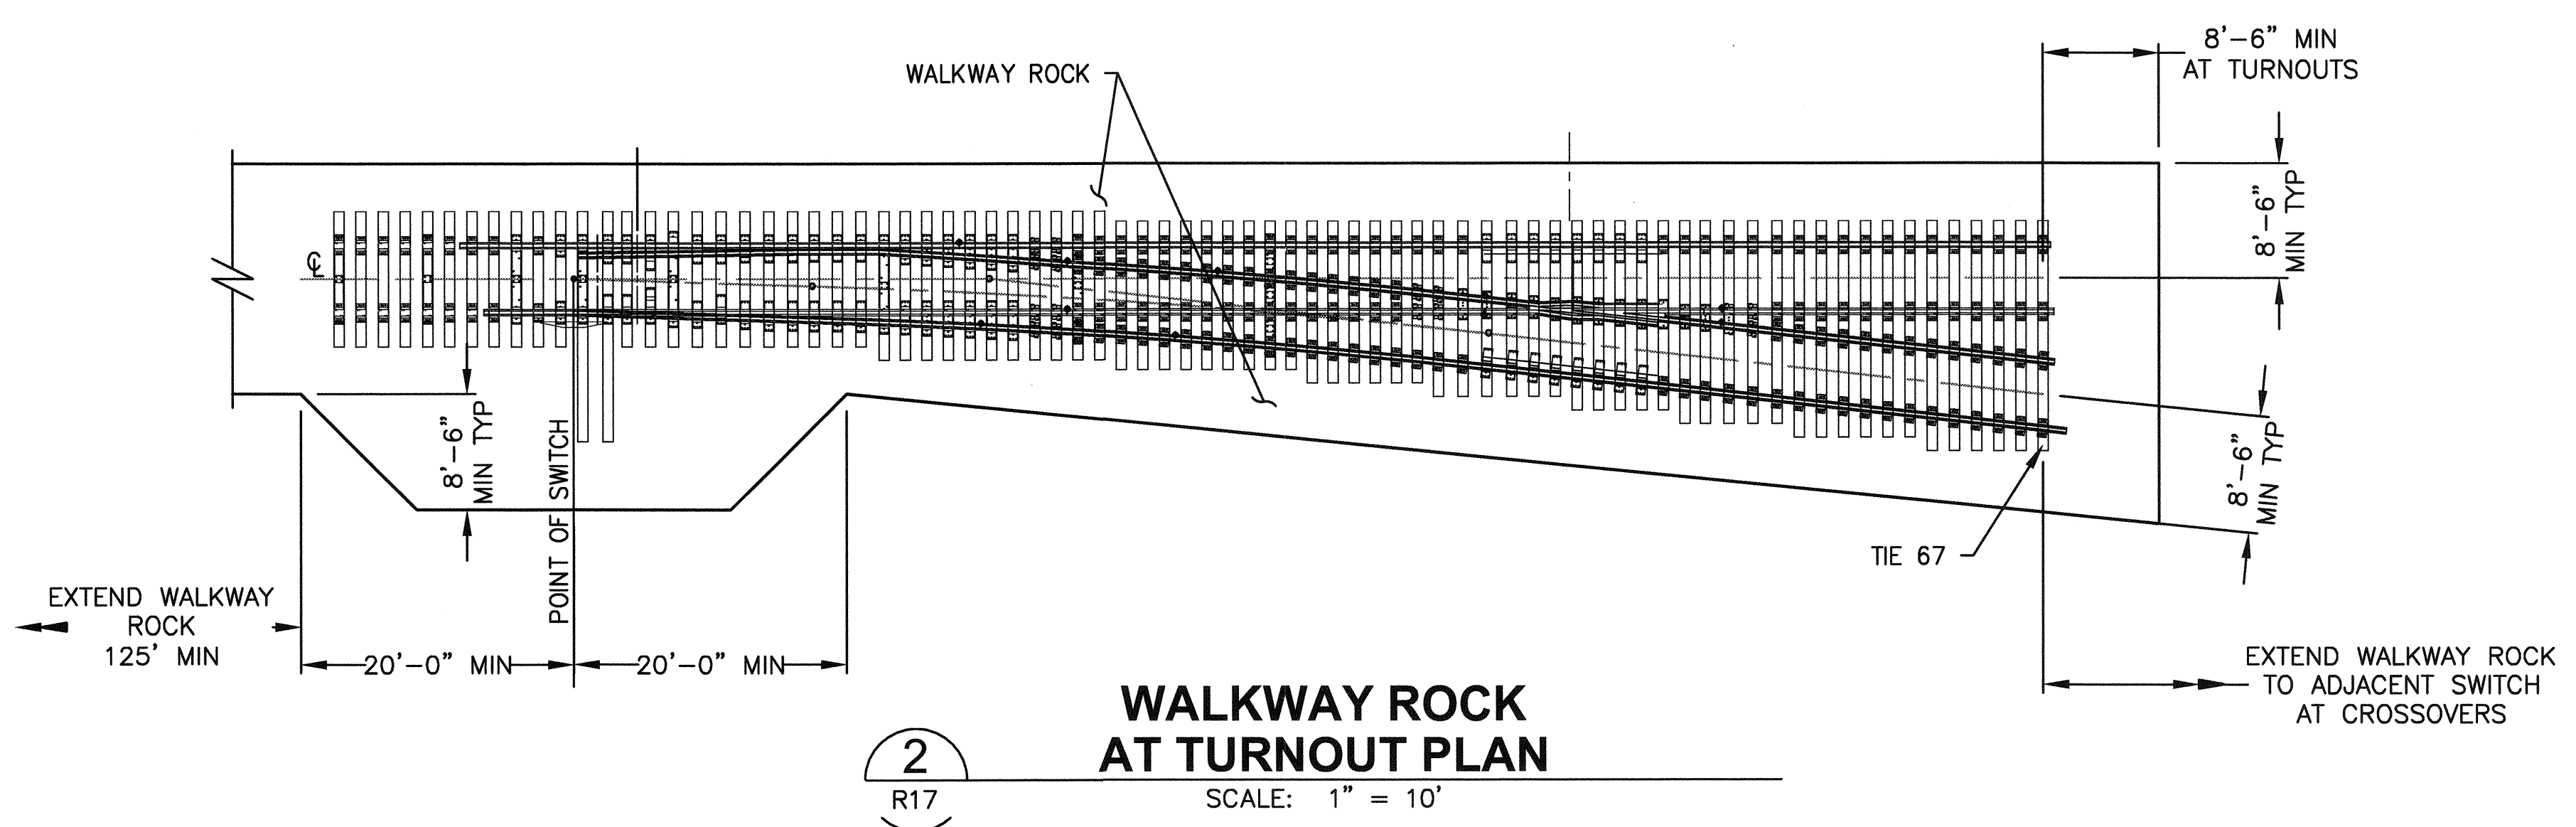 8'-6" MIN
AT TURNOUTS
WALKWAY ROCK
8'-6"
MIN TYP
℄
8'-6"
MIN TYP
POINT OF SWITCH
8'-6"
MIN TYP
TIE 67
EXTEND WALKWAY
ROCK
125' MIN
20'-0" MIN
20'-0" MIN
EXTEND WALKWAY ROCK
TO ADJACENT SWITCH
AT CROSSOVERS
WALKWAY ROCK
AT TURNOUT PLAN
2
R17
SCALE: 1" = 10'